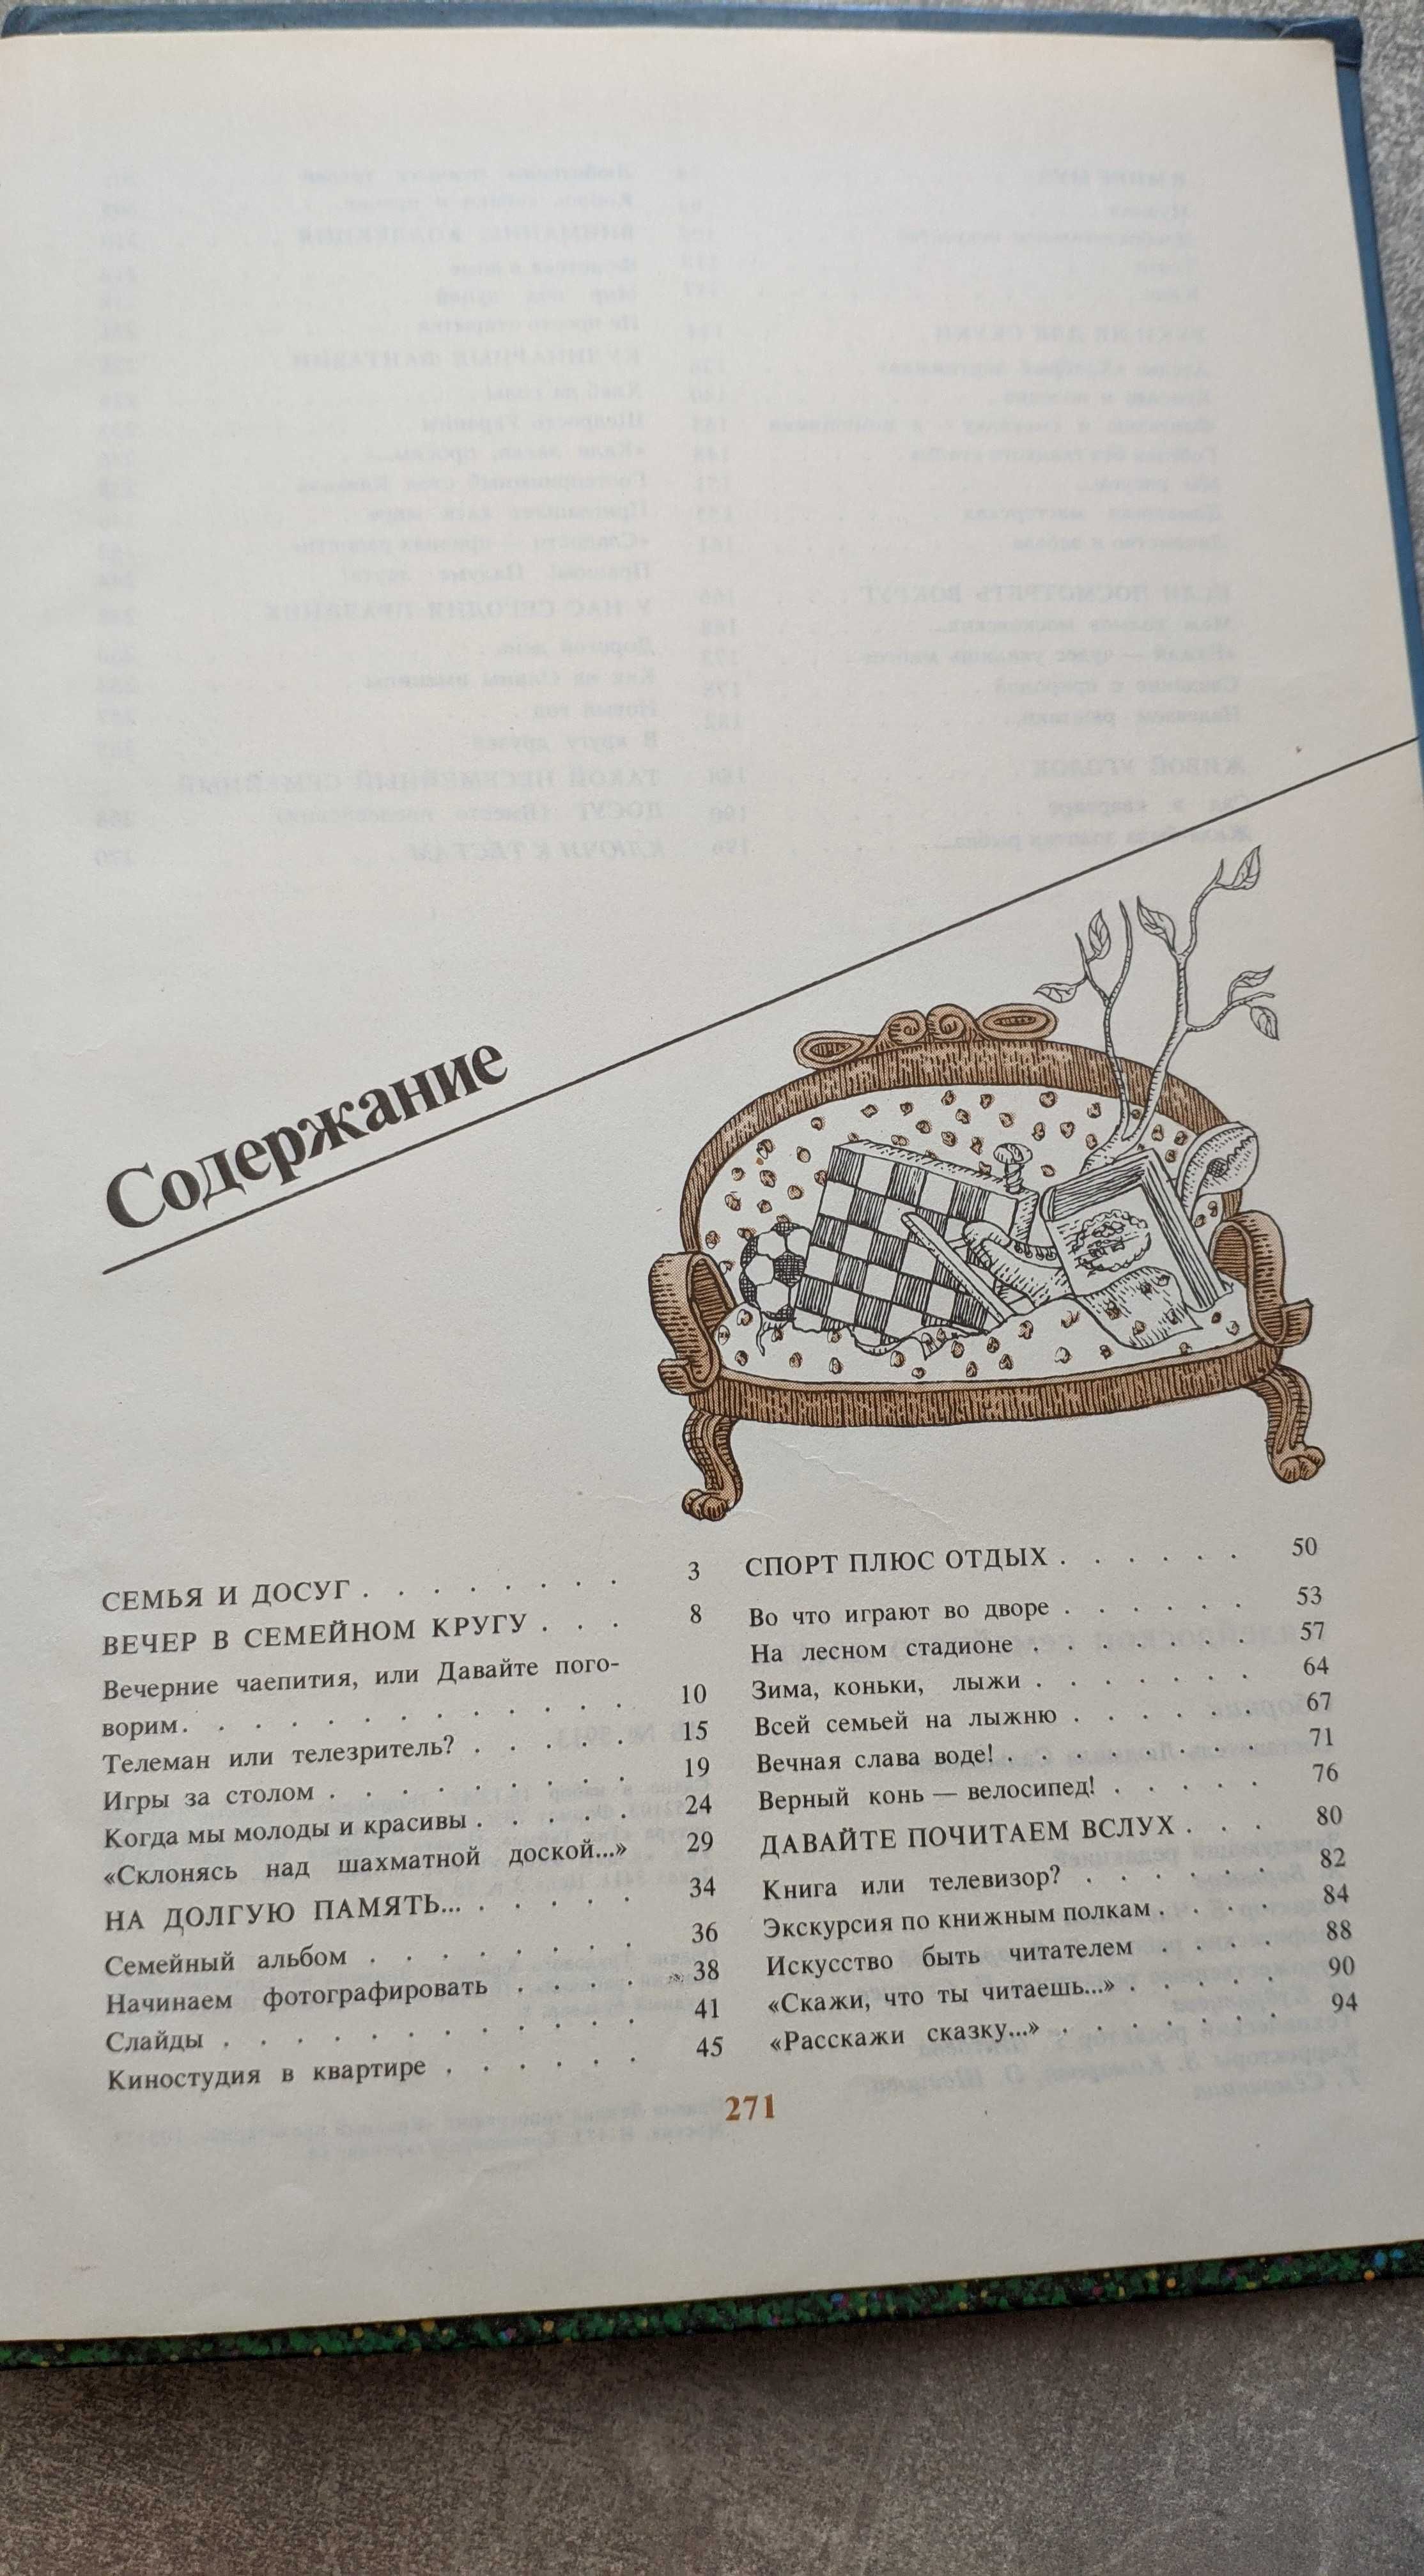 Содержание
СЕМЬЯ И ДОСУГ . . . . . . . . 3
ВЕЧЕР В СЕМЕЙНОМ КРУГУ . . . 8
Вечерние чаепития, или Давайте пого-
ворим. . . . . . . . . . . . 10
Телеман или телезритель? . . . . . 15
Игры за столом . . . . . . . . . 19
Когда мы молоды и красивы . . . . . 24
«Склонясь над шахматной доской...» 29
НА ДОЛГУЮ ПАМЯТЬ... . . . . . 34
Семейный альбом . . . . . . . . 36
Начинаем фотографировать . . . . 38
Слайды . . . . . . . . . . . . 41
Киностудия в квартире . . . . . . 45
СПОРТ ПЛЮС ОТДЫХ . . . . . . 50
Во что играют во дворе . . . . . . 53
На лесном стадионе . . . . . . . 57
Зима, коньки, лыжи . . . . . . . 64
Всей семьей на лыжню . . . . . . 67
Вечная слава воде! . . . . . . . . 71
Верный конь — велосипед! . . . . . 76
ДАВАЙТЕ ПОЧИТАЕМ ВСЛУХ . . . 80
Книга или телевизор? . . . . . . 82
Экскурсия по книжным полкам . . . . 84
Искусство быть читателем . . . . 88
«Скажи, что ты читаешь...» . . . . . 90
«Расскажи сказку...» . . . . . . . 94
271